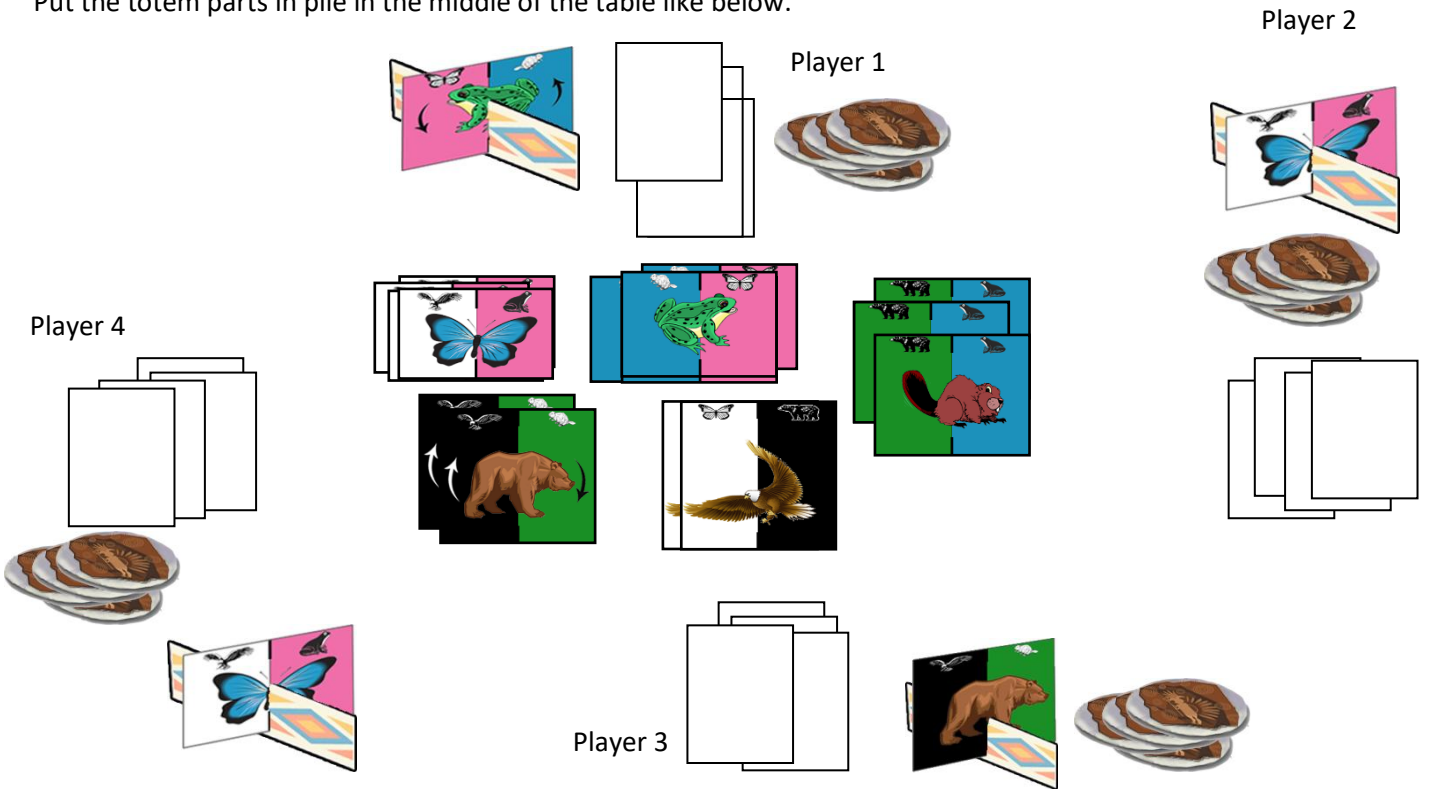 Put the totem parts in pile in the middle of the table like below.
Player 2
Player 1
Player 4
Player 3